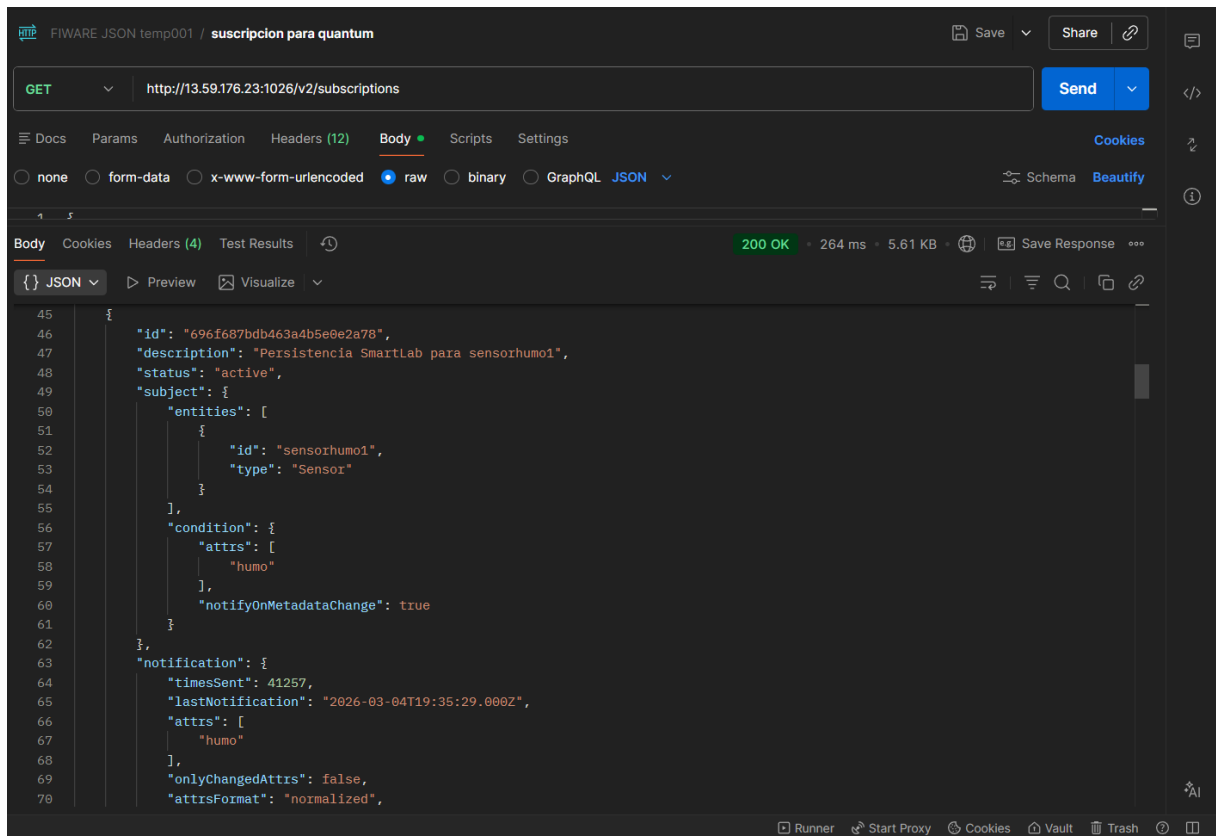 HTTP FIWARE JSON temp001 / suscripcion para quantum Save Share
GET http://13.59.176.23:1026/v2/subscriptions Send
Docs Params Authorization Headers (12) Body Scripts Settings Cookies
none form-data x-www-form-urlencoded raw binary GraphQL JSON Schema Beautify
1 {
Body Cookies Headers (4) Test Results 200 OK • 264 ms • 5.61 KB • e.g. Save Response
{} JSON Preview Visualize
45 {
46 "id": "696f687bdb463a4b5e0e2a78",
47 "description": "Persistencia SmartLab para sensorhumo1",
48 "status": "active",
49 "subject": {
50 "entities": [
51 {
52 "id": "sensorhumo1",
53 "type": "Sensor"
54 }
55 ],
56 "condition": {
57 "attrs": [
58 "humo"
59 ],
60 "notifyOnMetadataChange": true
61 }
62 },
63 "notification": {
64 "timesSent": 41257,
65 "lastNotification": "2026-03-04T19:35:29.000Z",
66 "attrs": [
67 "humo"
68 ],
69 "onlyChangedAttrs": false,
70 "attrsFormat": "normalized",
AI
Runner Start Proxy Cookies Vault Trash